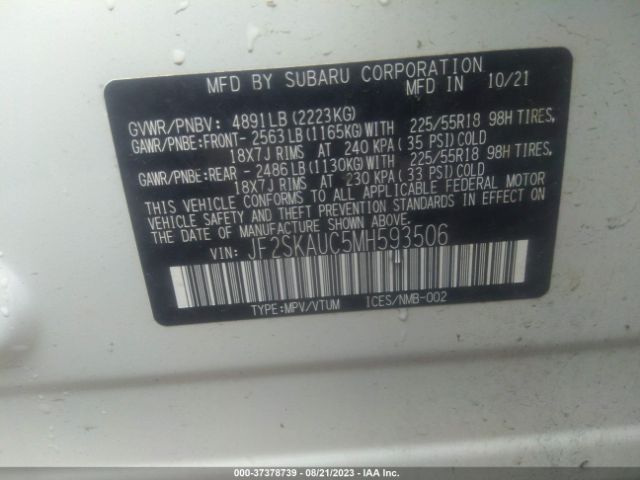 MFD BY SUBARU CORPORATION
MFD IN 10/21
GVWR/PNBV: 4891LB (2223KG)
GAWR/PNBE:FRONT- 2563LB (1165KG) WITH 225/55R18 98H TIRES,
18X7J RIMS AT 240 KPA( 35 PSI) COLD
GAWR/PNBE:REAR - 2486LB (1130KG) WITH 225/55R18 98H TIRES,
18X7J RIMS AT 230 KPA( 33 PSI) COLD
THIS VEHICLE CONFORMS TO ALL APPLICABLE FEDERAL MOTOR
VEHICLE SAFETY AND THEFT PREVENTION STANDARDS IN EFFECT ON
THE DATE OF MANUFACTURE SHOWN ABOVE.
VIN: JF2SKAUC5MH593506
TYPE:MPV/VTUM ICES/NMB-002
000-37378739 - 08/21/2023 - IAA Inc.